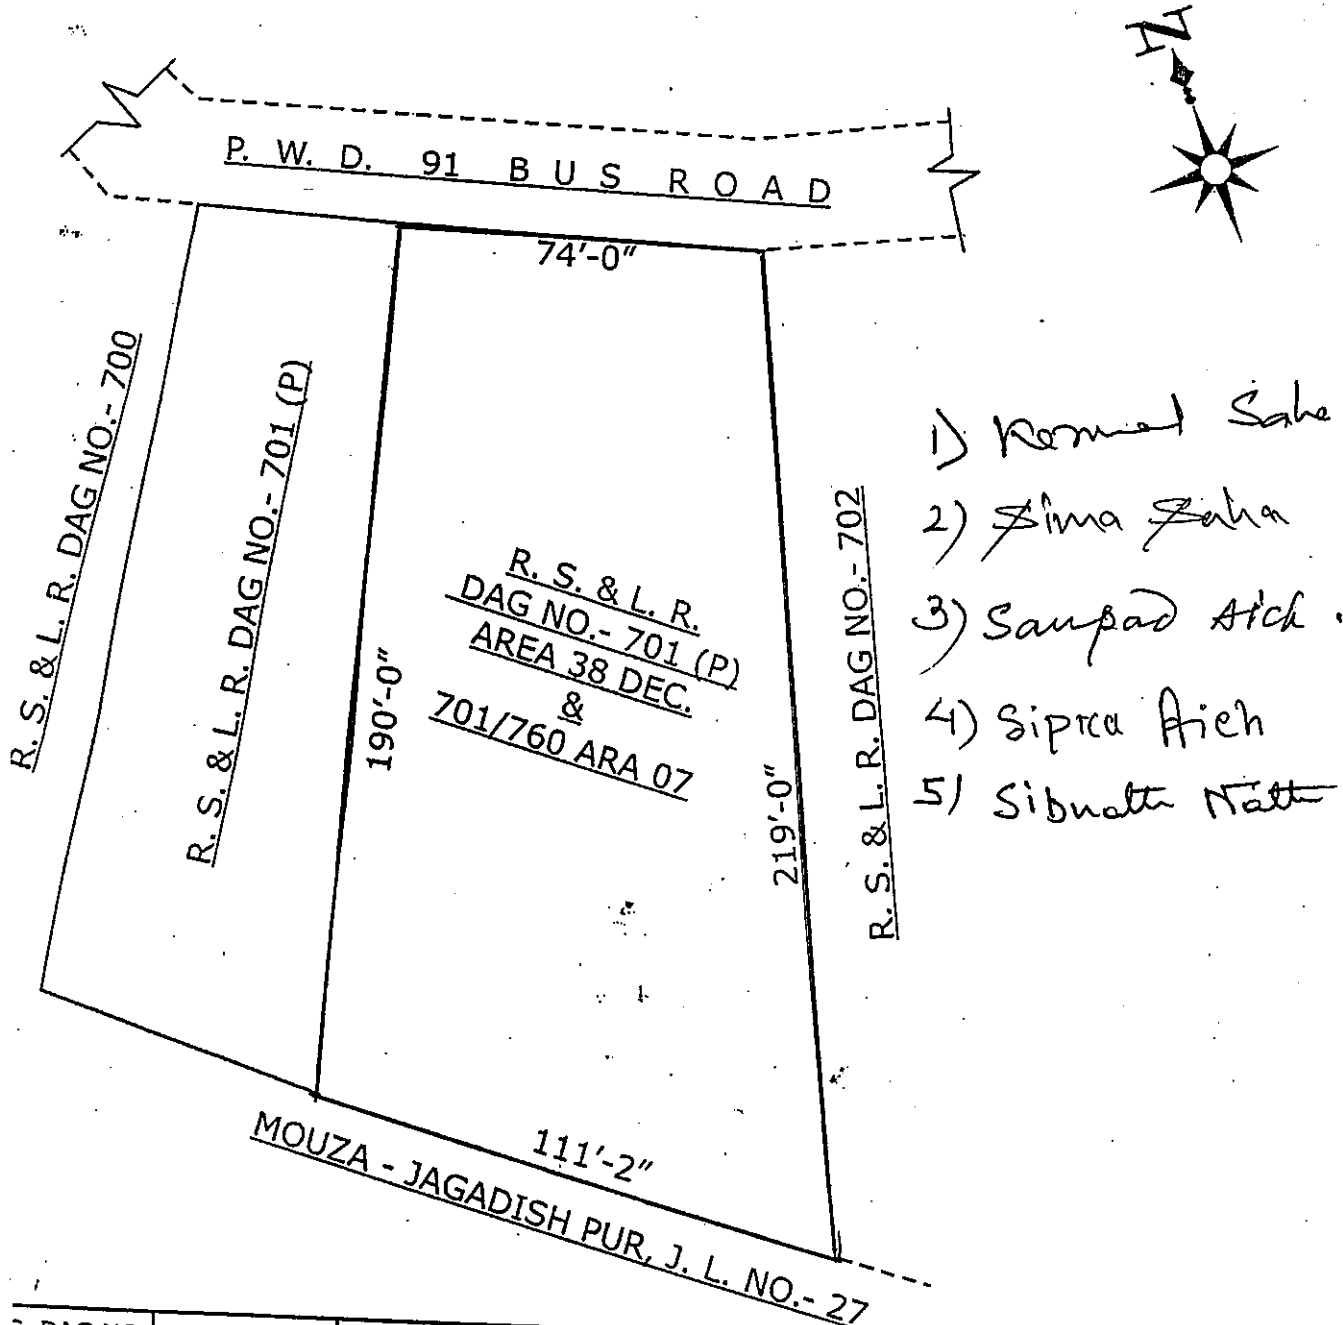 N
P. W. D. 91 BUS ROAD
74'-0"
R. S. & L. R. DAG NO.- 700
R. S. & L. R. DAG NO.- 701 (P)
190'-0"
R. S. & L. R.
DAG NO.- 701 (P)
AREA 38 DEC.
&
701/760 ARA 07
219'-0"
R. S. & L. R. DAG NO.- 702
111'-2"
MOUZA - JAGADISH PUR, J. L. NO.- 27
1) Saha
2) Sima Saha
3) Sampad Aich.
4) Sipra Aich
5) Sibnath Nath